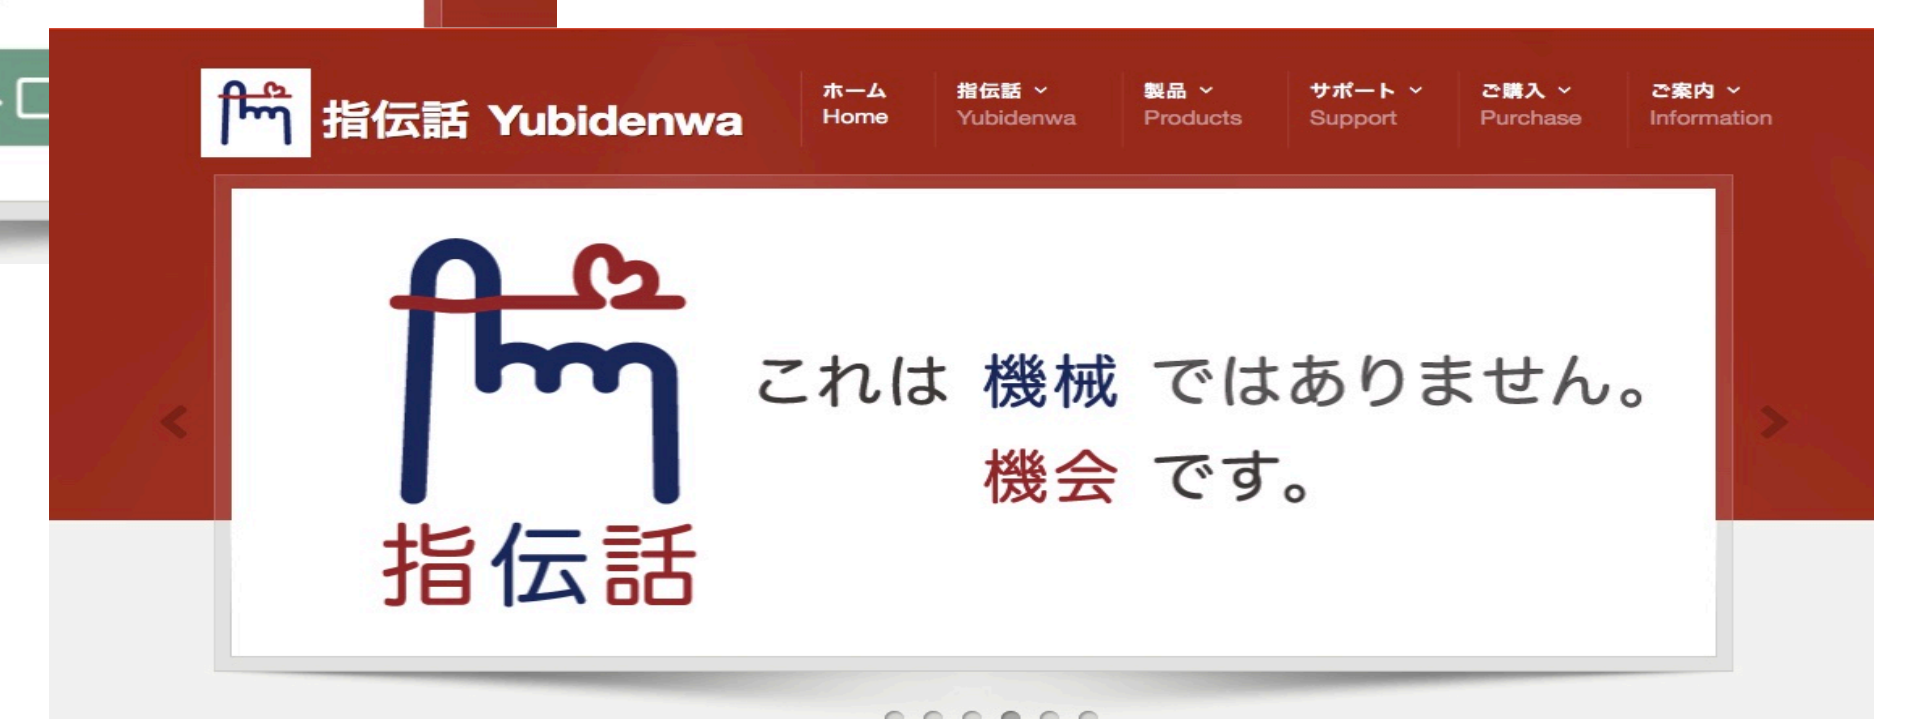 指伝話 Yubidenwa
ホーム
Home
指伝話
Yubidenwa
製品
Products
サポート
Support
ご購入
Purchase
ご案内
Information
これは 機械 ではありません。
機会 です。
指伝話